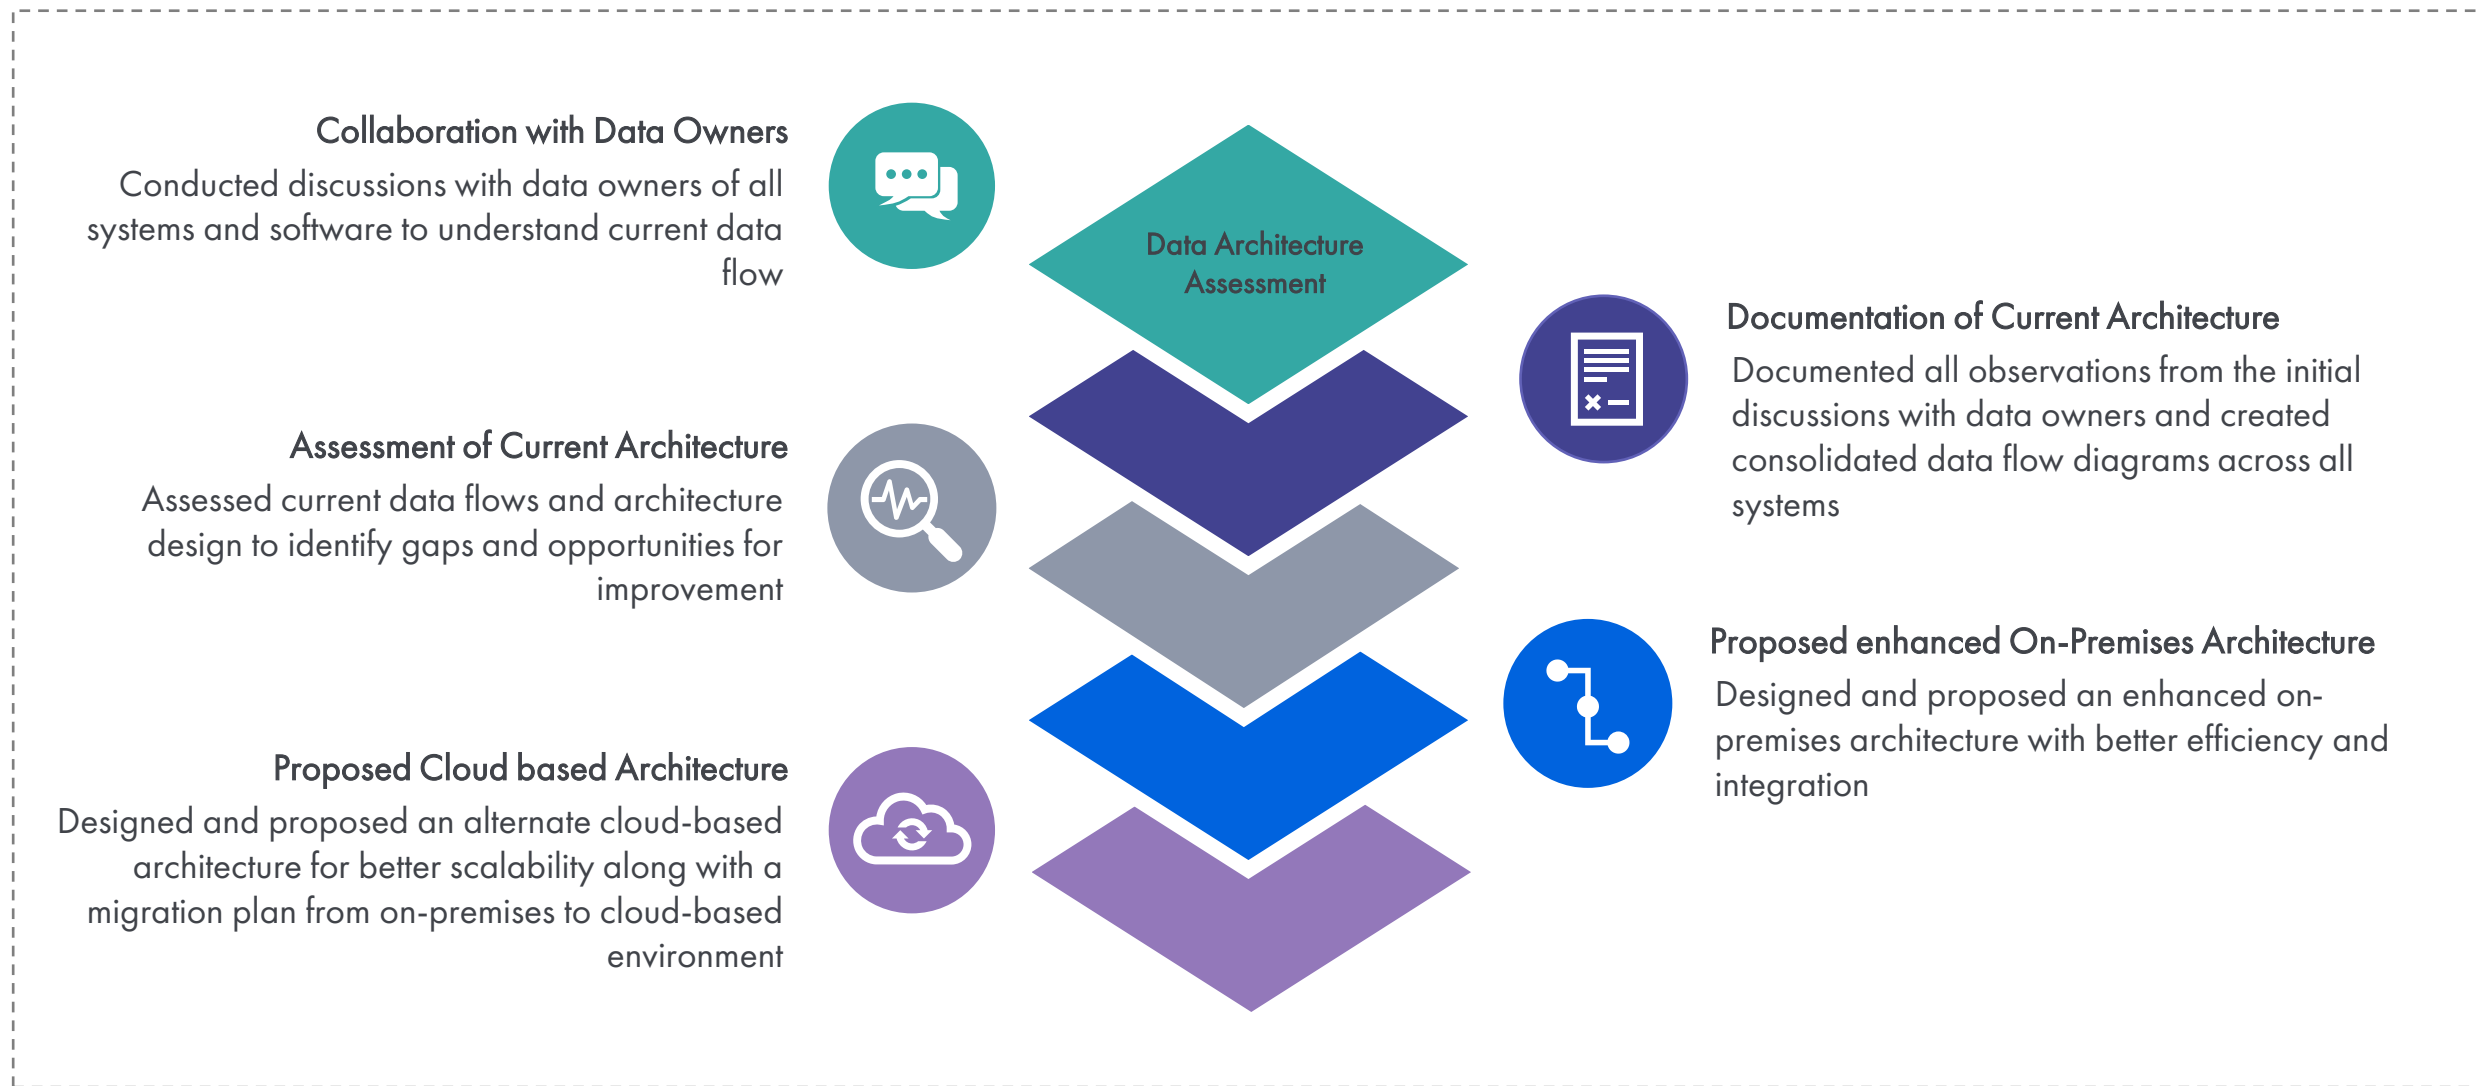 Collaboration with Data Owners
Conducted discussions with data owners of all
systems and software to understand current data
flow
Data Architecture
Assessment
Documentation of Current Architecture
Documented all observations from the initial
discussions with data owners and created
consolidated data flow diagrams across all
systems
Assessment of Current Architecture
Assessed current data flows and architecture
design to identify gaps and opportunities for
improvement
Proposed enhanced On-Premises Architecture
Designed and proposed an enhanced on-
premises architecture with better efficiency and
integration
Proposed Cloud based Architecture
Designed and proposed an alternate cloud-based
architecture for better scalability along with a
migration plan from on-premises to cloud-based
environment